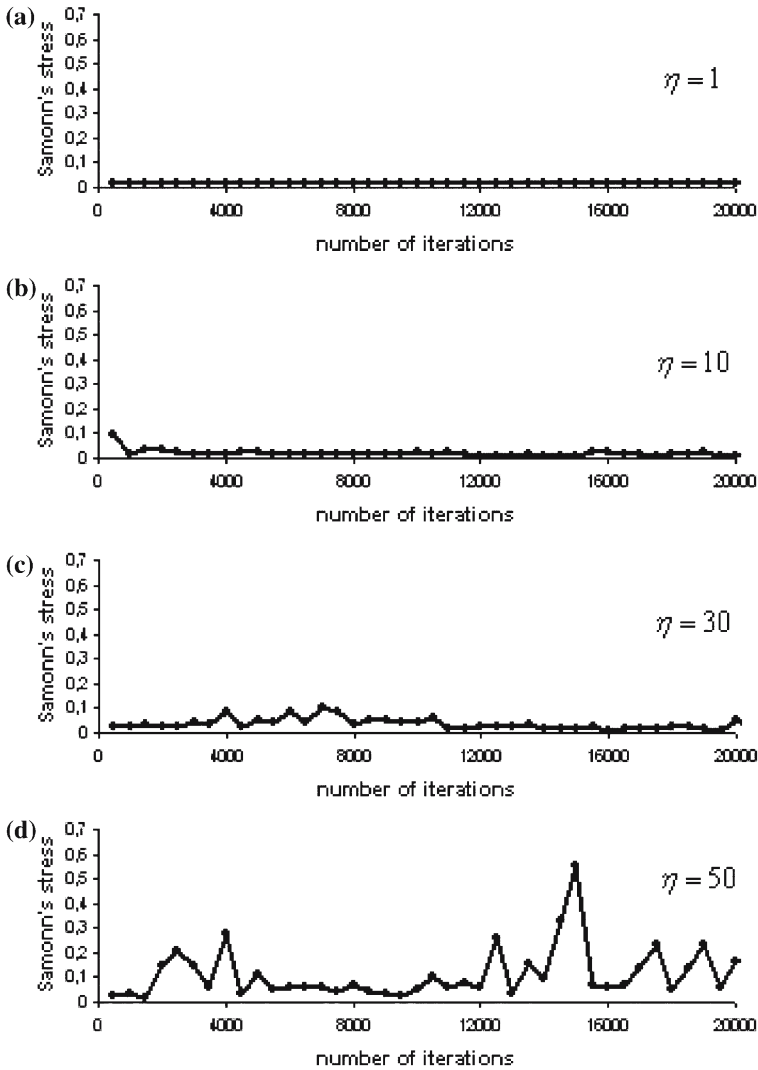 (a)
0,7
0,6
0,5
0,4
0,3
0,2
0,1
0
Samonn's stress
η = 1
0 4000 8000 12000 16000 20000
number of iterations
(b)
0,7
0,6
0,5
0,4
0,3
0,2
0,1
0
Samonn's stress
η = 10
0 4000 8000 12000 16000 20000
number of iterations
(c)
0,7
0,6
0,5
0,4
0,3
0,2
0,1
0
Samonn's stress
η = 30
0 4000 8000 12000 16000 20000
number of iterations
(d)
0,7
0,6
0,5
0,4
0,3
0,2
0,1
0
Samonn's stress
η = 50
0 4000 8000 12000 16000 20000
number of iterations